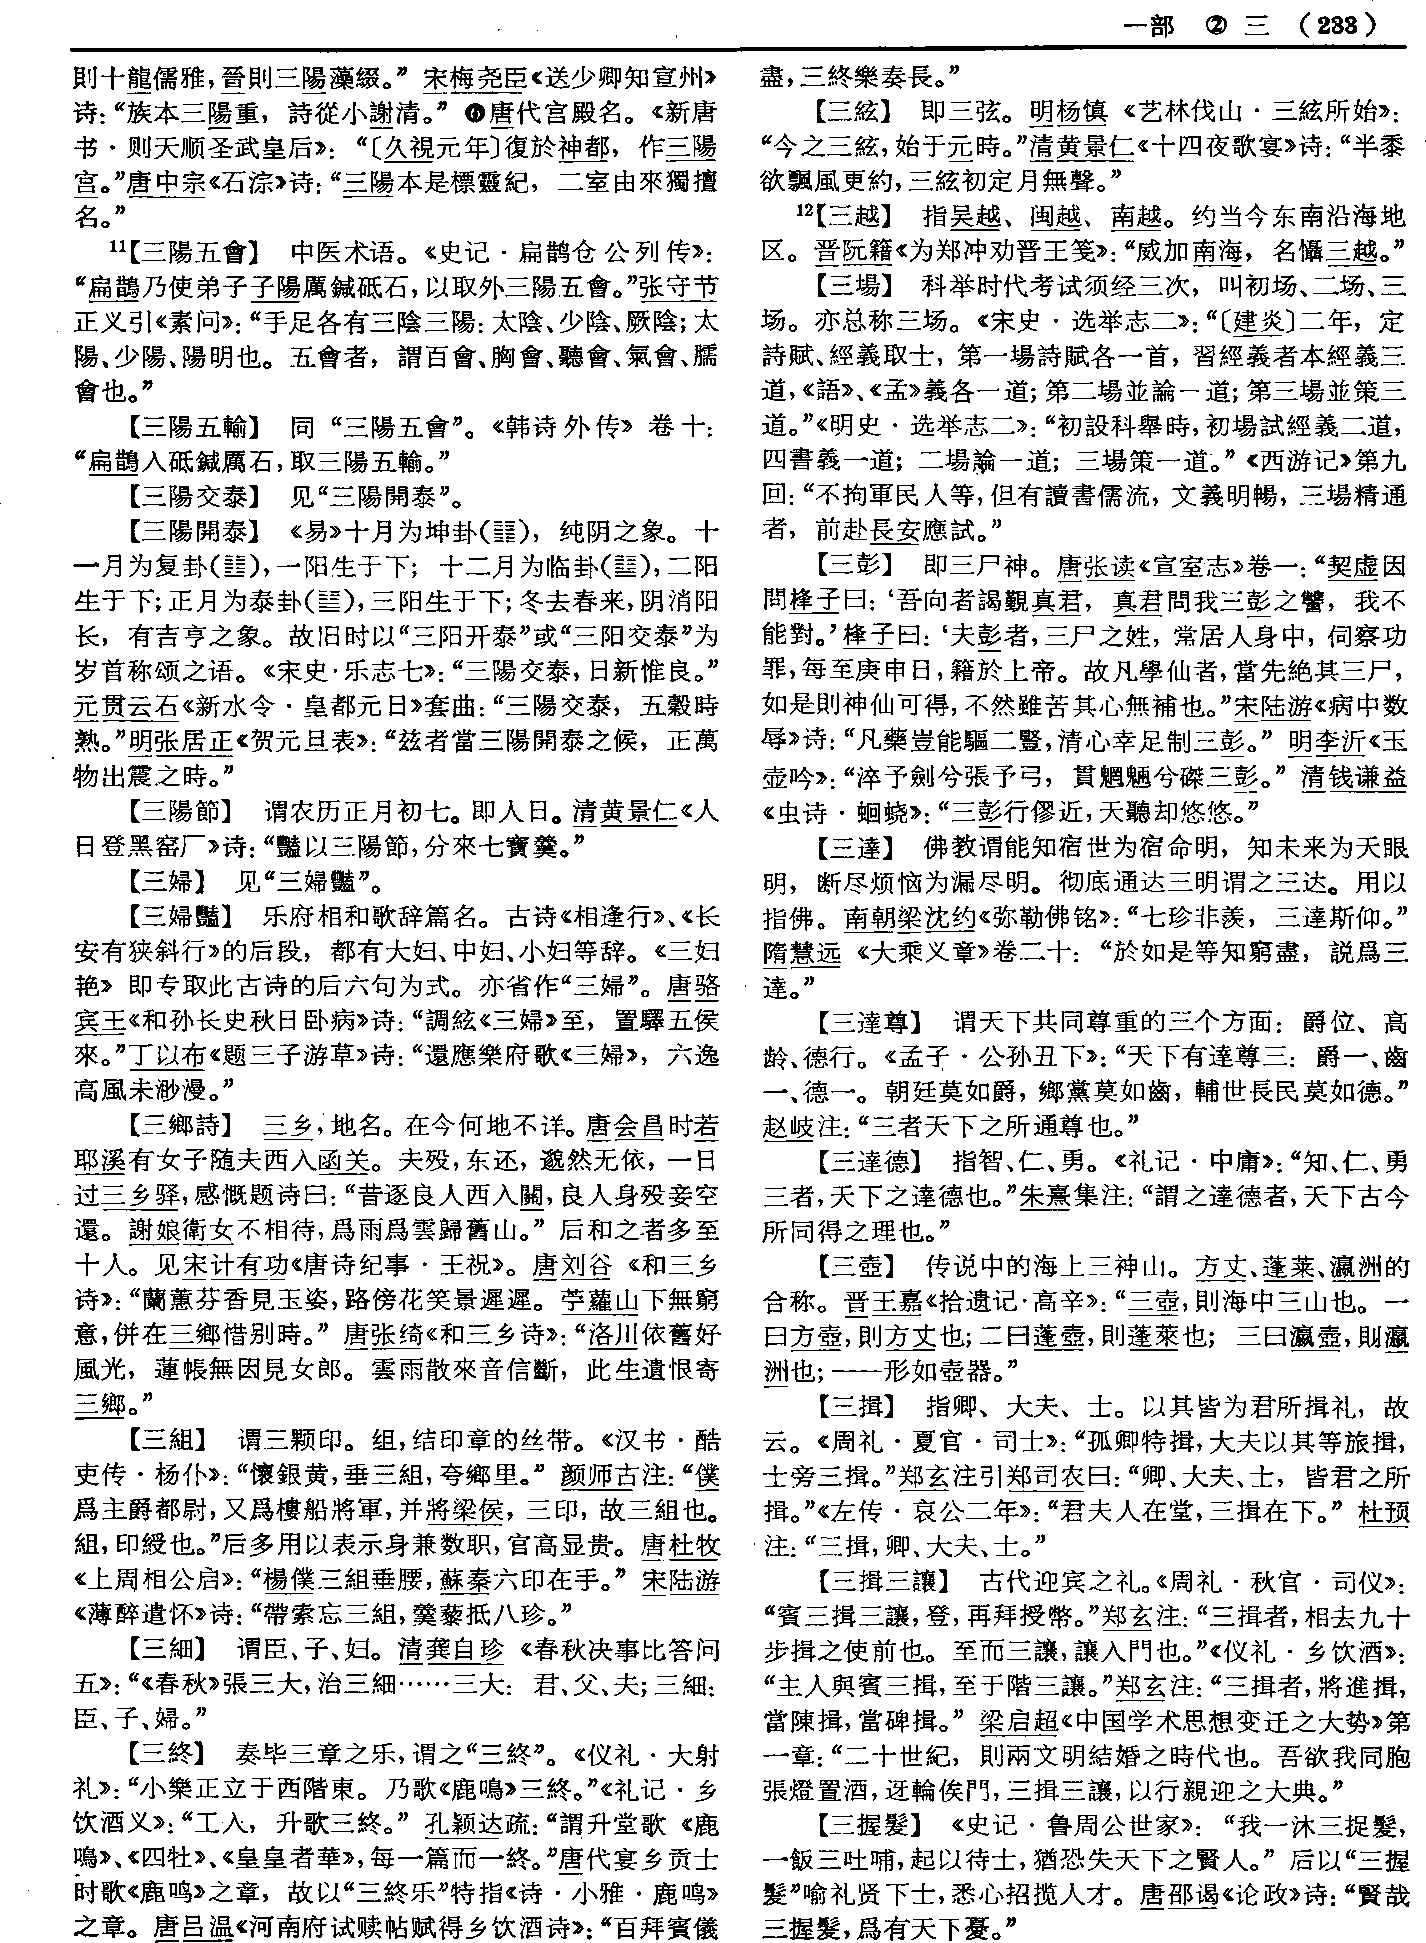 一部 ② 三 (233)
則十龍儒雅，晉則三陽藻綴。”宋梅尧臣《送少卿知宣州》
诗：“族本三陽重，詩從小謝清。”❿唐代宫殿名。《新唐
书·则天顺圣武皇后》：“〔久視元年〕復於神都，作三陽
宫。”唐中宗《石淙》诗：“三陽本是標靈紀，二室由來獨擅
名。”
11【三陽五會】 中医术语。《史记·扁鹊仓公列传》：
“扁鵲乃使弟子子陽厲鍼砥石，以取外三陽五會。”张守节
正义引《素问》：“手足各有三陰三陽：太陰、少陰、厥陰；太
陽、少陽、陽明也。五會者，謂百會、胸會、聽會、氣會、臑
會也。”
【三陽五輸】 同“三陽五會”。《韩诗外传》卷十：
“扁鵲入砥鍼厲石，取三陽五輸。”
【三陽交泰】 见“三陽開泰”。
【三陽開泰】 《易》十月为坤卦(䷁)，纯阴之象。十
一月为复卦(䷗)，一阳生于下；十二月为临卦(䷒)，二阳
生于下；正月为泰卦(䷊)，三阳生于下；冬去春来，阴消阳
长，有吉亨之象。故旧时以“三阳开泰”或“三阳交泰”为
岁首称颂之语。《宋史·乐志七》：“三陽交泰，日新惟良。”
元贯云石《新水令·皇都元日》套曲：“三陽交泰，五穀時
熟。”明张居正《贺元旦表》：“兹者當三陽開泰之候，正萬
物出震之時。”
【三陽節】 谓农历正月初七。即人日。清黄景仁《人
日登黑窑厂》诗：“豔以三陽節，分來七寶羹。”
【三婦】 见“三婦豔”。
【三婦豔】 乐府相和歌辞篇名。古诗《相逢行》、《长
安有狭斜行》的后段，都有大妇、中妇、小妇等辞。《三妇
艳》即专取此古诗的后六句为式。亦省作“三婦”。唐骆
宾王《和孙长史秋日卧病》诗：“調絃《三婦》至，置驛五侯
來。”丁以布《题三子游草》诗：“還應樂府歌《三婦》，六逸
高風未渺漫。”
【三鄉詩】 三乡，地名。在今何地不详。唐会昌时若
耶溪有女子随夫西入函关。夫殁，东还，邈然无依，一日
过三乡驿，感慨题诗曰：“昔逐良人西入關，良人身殁妾空
還。謝娘衛女不相待，爲雨爲雲歸舊山。”后和之者多至
十人。见宋计有功《唐诗纪事·王祝》。唐刘谷《和三乡
诗》：“蘭蕙芬香見玉姿，路傍花笑景遲遲。苧蘿山下無窮
意，併在三鄉惜别時。”唐张绮《和三乡诗》：“洛川依舊好
風光，蓮帳無因見女郎。雲雨散來音信斷，此生遺恨寄
三鄉。”
【三組】 谓三颗印。组，结印章的丝带。《汉书·酷
吏传·杨仆》：“懷銀黄，垂三組，夸鄉里。”颜师古注：“僕
爲主爵都尉，又爲樓船將軍，并將梁侯，三印，故三組也。
組，印綬也。”后多用以表示身兼数职，官高显贵。唐杜牧
《上周相公启》：“楊僕三組垂腰，蘇秦六印在手。”宋陆游
《薄醉遣怀》诗：“帶索忘三組，羹藜抵八珍。”
【三細】 谓臣、子、妇。清龚自珍《春秋决事比答问
五》：“《春秋》張三大，治三細……三大：君、父、夫；三細：
臣、子、婦。”
【三終】 奏毕三章之乐，谓之“三終”。《仪礼·大射
礼》：“小樂正立于西階東。乃歌《鹿鳴》三終。”《礼记·乡
饮酒义》：“工入，升歌三終。”孔颖达疏：“謂升堂歌《鹿
鳴》、《四牡》、《皇皇者華》，每一篇而一終。”唐代宴乡贡士
时歌《鹿鸣》之章，故以“三終乐”特指《诗·小雅·鹿鸣》
之章。唐吕温《河南府试赎帖赋得乡饮酒诗》：“百拜賓儀
盡，三終樂奏長。”
【三絃】 即三弦。明杨慎《艺林伐山·三絃所始》：
“今之三絃，始于元時。”清黄景仁《十四夜歌宴》诗：“半黍
欲飄風更約，三絃初定月無聲。”
12【三越】 指吴越、闽越、南越。约当今东南沿海地
区。晋阮籍《为郑冲劝晋王笺》：“威加南海，名懾三越。”
【三場】 科举时代考试须经三次，叫初场、二场、三
场。亦总称三场。《宋史·选举志二》：“〔建炎〕二年，定
詩賦、經義取士，第一場詩賦各一首，習經義者本經義三
道，《語》、《孟》義各一道；第二場並論一道；第三場並策三
道。”《明史·选举志二》：“初設科舉時，初場試經義二道，
四書義一道；二場論一道；三場策一道。”《西游记》第九
回：“不拘軍民人等，但有讀書儒流，文義明暢，三場精通
者，前赴長安應試。”
【三彭】 即三尸神。唐张读《宣室志》卷一：“契虚因
問㭐子曰：‘吾向者謁覲真君，真君問我三彭之讐，我不
能對。’㭐子曰：‘夫彭者，三尸之姓，常居人身中，伺察功
罪，每至庚申日，籍於上帝。故凡學仙者，當先絶其三尸，
如是則神仙可得，不然雖苦其心無補也。”宋陆游《病中数
辱》诗：“凡藥豈能驅二豎，清心幸足制三彭。”明李沂《玉
壶吟》：“淬予劍兮張予弓，貫魍魎兮磔三彭。”清钱谦益
《虫诗·蛔蛲》：“三彭行僇近，天聽却悠悠。”
【三達】 佛教谓能知宿世为宿命明，知未来为天眼
明，断尽烦恼为漏尽明。彻底通达三明谓之三达。用以
指佛。南朝梁沈约《弥勒佛铭》：“七珍非羨，三達斯仰。”
隋慧远《大乘义章》卷二十：“於如是等知窮盡，説爲三
達。”
【三達尊】 谓天下共同尊重的三个方面：爵位、高
龄、德行。《孟子·公孙丑下》：“天下有達尊三：爵一、齒
一、德一。朝廷莫如爵，鄉黨莫如齒，輔世長民莫如德。”
赵岐注：“三者天下之所通尊也。”
【三達德】 指智、仁、勇。《礼记·中庸》：“知、仁、勇
三者，天下之達德也。”朱熹集注：“謂之達德者，天下古今
所同得之理也。”
【三壺】 传说中的海上三神山。方丈、蓬莱、瀛洲的
合称。晋王嘉《拾遗记·高辛》：“三壺，則海中三山也。一
曰方壺，則方丈也；二曰蓬壺，則蓬萊也；三曰瀛壺，則瀛
洲也；——形如壺器。”
【三揖】 指卿、大夫、士。以其皆为君所揖礼，故
云。《周礼·夏官·司士》：“孤卿特揖，大夫以其等旅揖，
士旁三揖。”郑玄注引郑司农曰：“卿、大夫、士，皆君之所
揖。”《左传·哀公二年》：“君夫人在堂，三揖在下。”杜预
注：“三揖，卿、大夫、士。”
【三揖三讓】 古代迎宾之礼。《周礼·秋官·司仪》：
“賓三揖三讓，登，再拜授幣。”郑玄注：“三揖者，相去九十
步揖之使前也。至而三讓，讓入門也。”《仪礼·乡饮酒》：
“主人與賓三揖，至于階三讓。”郑玄注：“三揖者，將進揖，
當陳揖，當碑揖。”梁启超《中国学术思想变迁之大势》第
一章：“二十世紀，則兩文明結婚之時代也。吾欲我同胞
張燈置酒，迓輪俟門，三揖三讓，以行親迎之大典。”
【三握髮】 《史记·鲁周公世家》：“我一沐三捉髮，
一飯三吐哺，起以待士，猶恐失天下之賢人。”后以“三握
髮”喻礼贤下士，悉心招揽人才。唐邵谒《论政》诗：“賢哉
三握髮，爲有天下憂。”